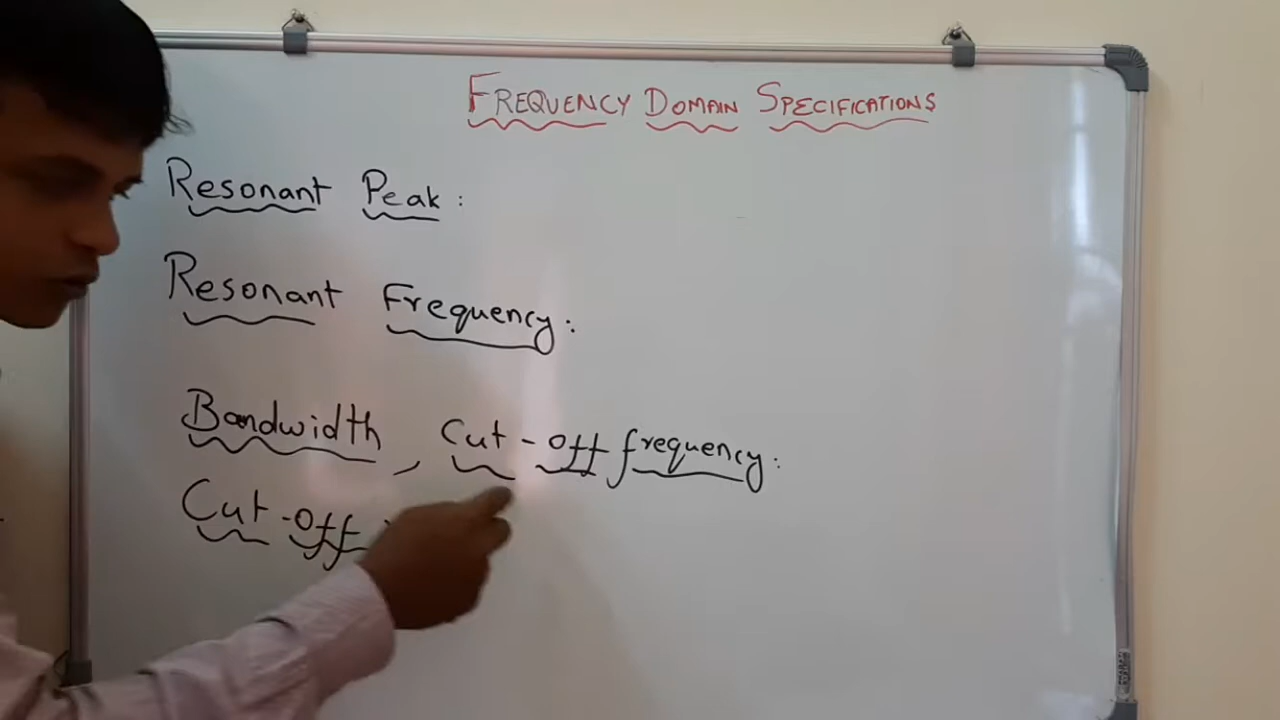 FREQUENCY DOMAIN SPECIFICATIONS
Resonant Peak:
Resonant Frequency:
Bandwidth, Cut-off frequency:
Cut-off